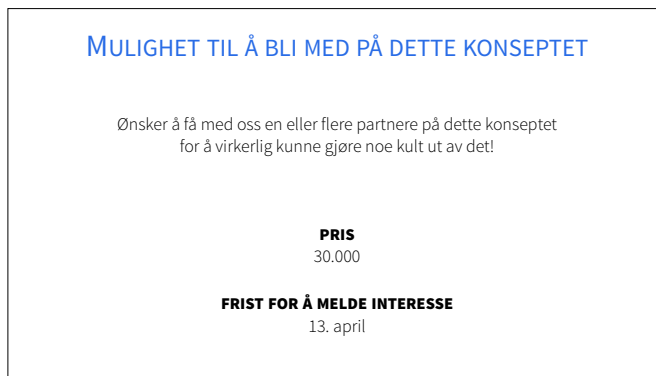 MULIGHET TIL Å BLI MED PÅ DETTE KONSEPTET
Ønsker å få med oss en eller flere partnere på dette konseptet
for å virkerlig kunne gjøre noe kult ut av det!
PRIS
30.000
FRIST FOR Å MELDE INTERESSE
13. april